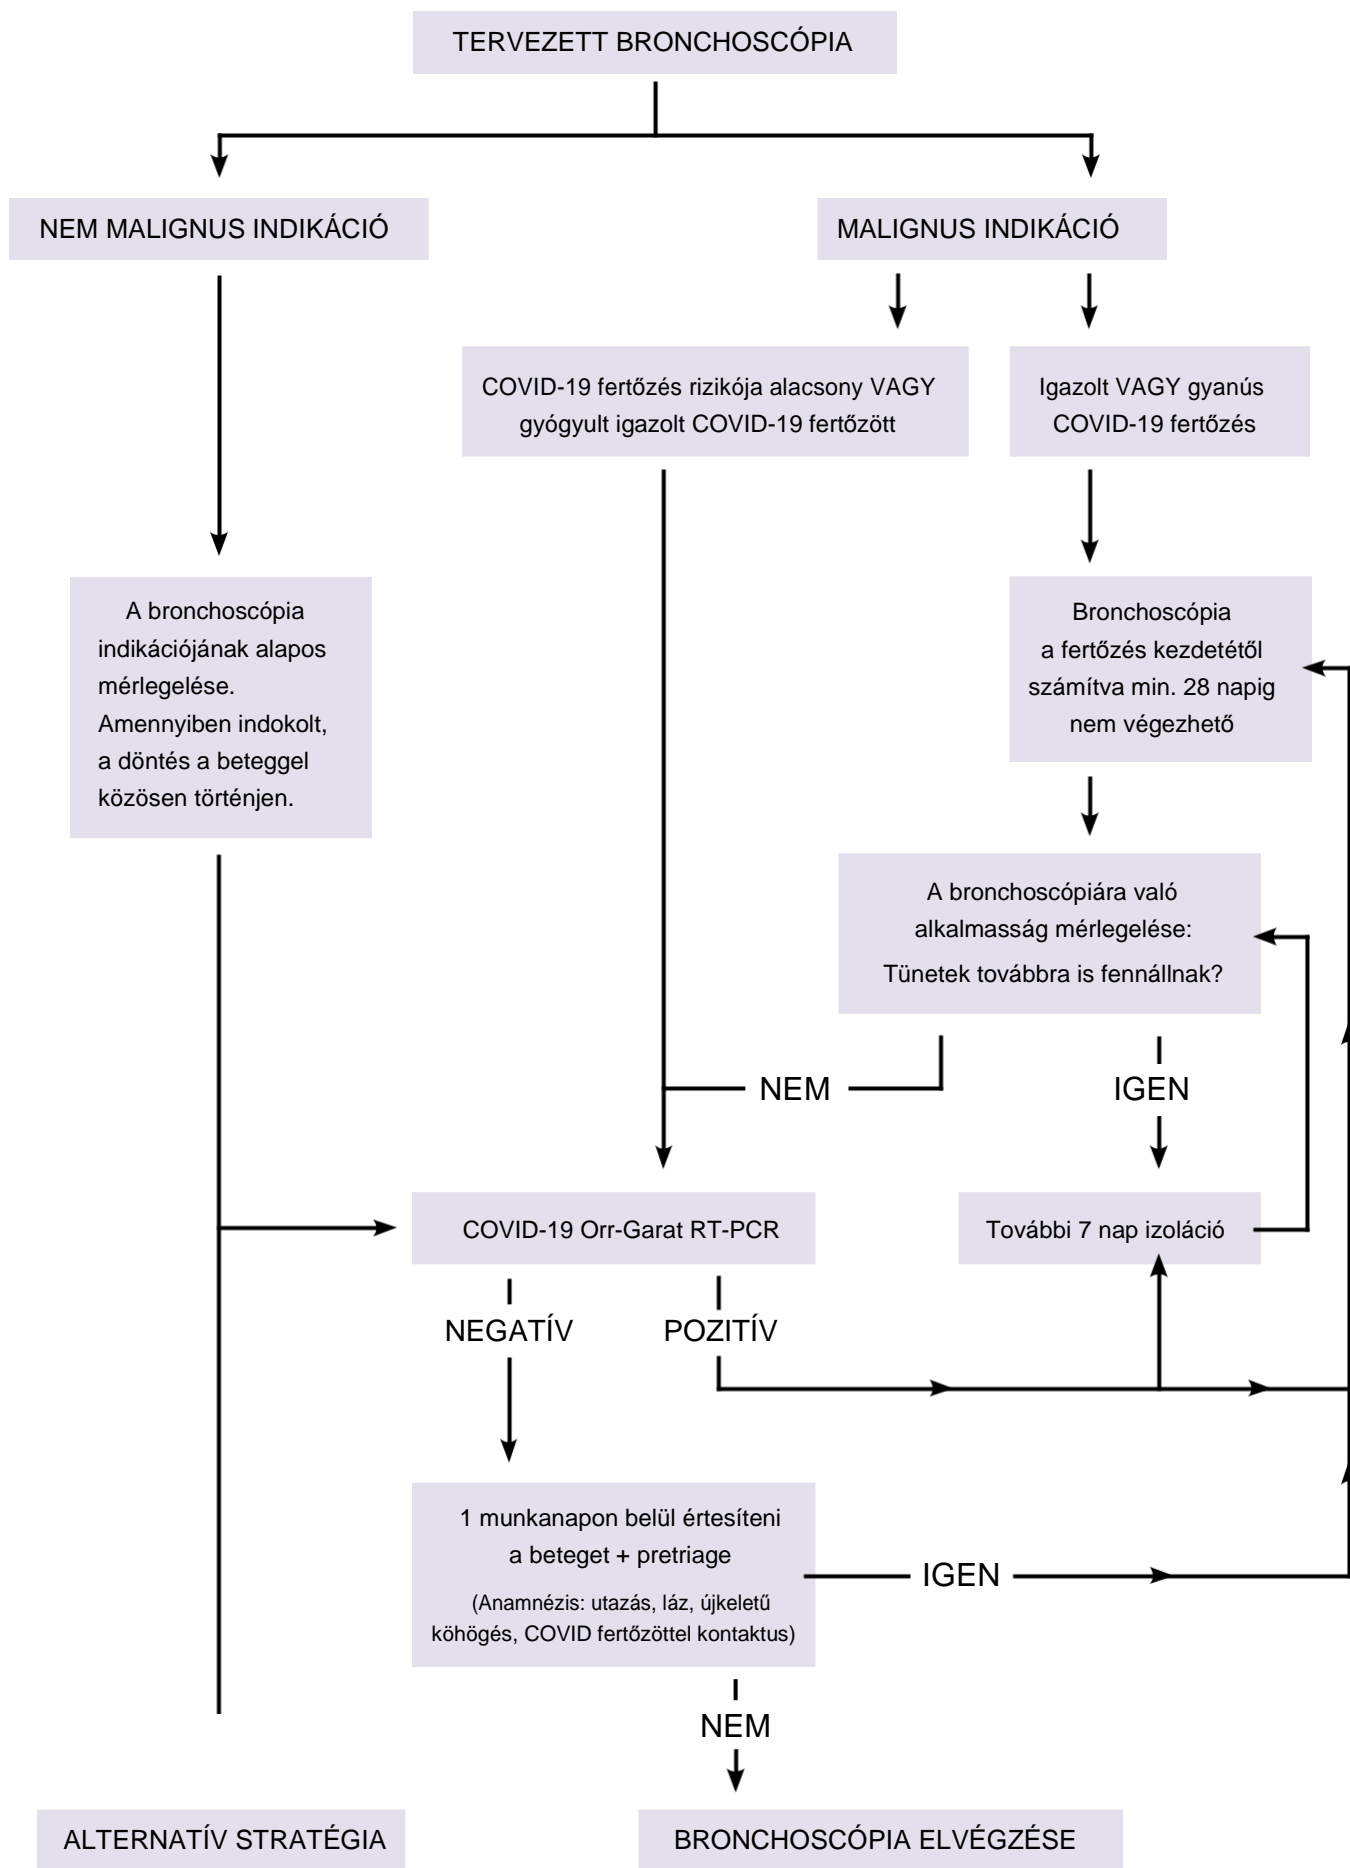 TERVEZETT BRONCHOSCÓPIA
NEM MALIGNUS INDIKÁCIÓ
MALIGNUS INDIKÁCIÓ
COVID-19 fertőzés rizikója alacsony VAGY
gyógyult igazolt COVID-19 fertőzött
Igazolt VAGY gyanús
COVID-19 fertőzés
A bronchoscópia
indikációjának alapos
mérlegelése.
Amennyiben indokolt,
a döntés a beteggel
közösen történjen.
Bronchoscópia
a fertőzés kezdetétől
számítva min. 28 napig
nem végezhető
A bronchoscópiára való
alkalmasság mérlegelése:
Tünetek továbbra is fennállnak?
NEM
IGEN
COVID-19 Orr-Garat RT-PCR
További 7 nap izoláció
NEGATÍV
POZITÍV
1 munkanapon belül értesíteni
a beteget + pretriage
(Anamnézis: utazás, láz, újkeletű
köhögés, COVID fertőzöttel kontaktus)
IGEN
NEM
ALTERNATÍV STRATÉGIA
BRONCHOSCÓPIA ELVÉGZÉSE